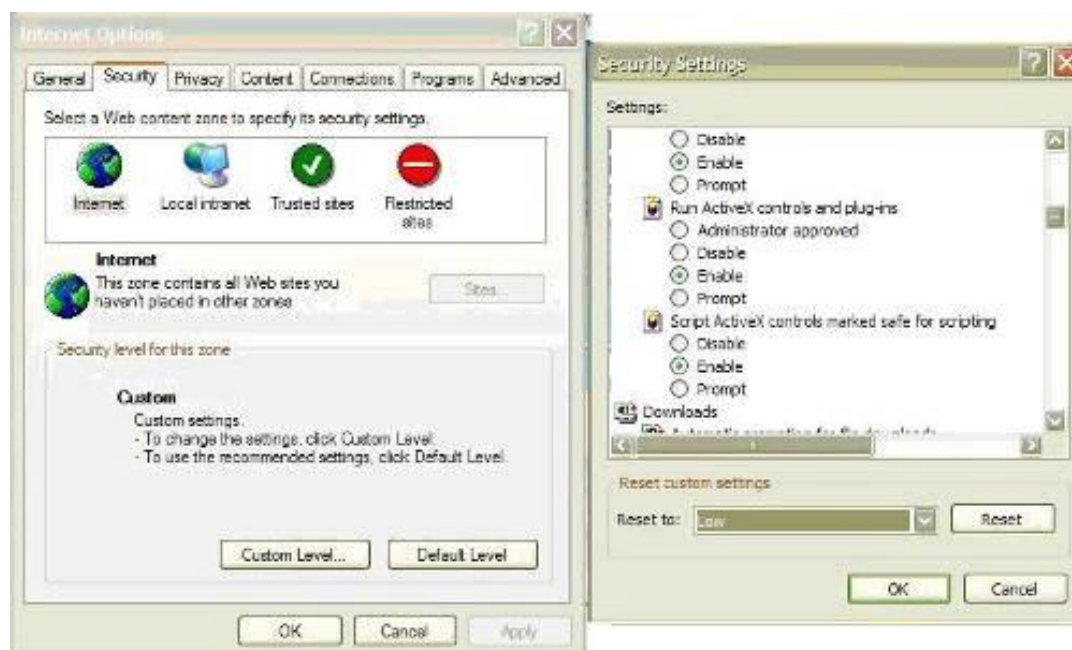 Internet Options
General Security Privacy Content Connections Programs Advanced
Select a Web content zone to specify its security settings.
Internet Local intranet Trusted sites Restricted sites
Internet
This zone contains all Web sites you
haven't placed in other zones
Sites...
Security level for this zone
Custom
Custom settings.
- To change the settings, click Custom Level.
- To use the recommended settings, click Default Level.
Custom Level... Default Level
OK Cancel Apply
Security Settings
Settings:
Disable
Enable
Prompt
Run ActiveX controls and plug-ins
Administrator approved
Disable
Enable
Prompt
Script ActiveX controls marked safe for scripting
Disable
Enable
Prompt
Downloads
Automatic prompting for file downloads
Reset custom settings
Reset to: Low Reset
OK Cancel